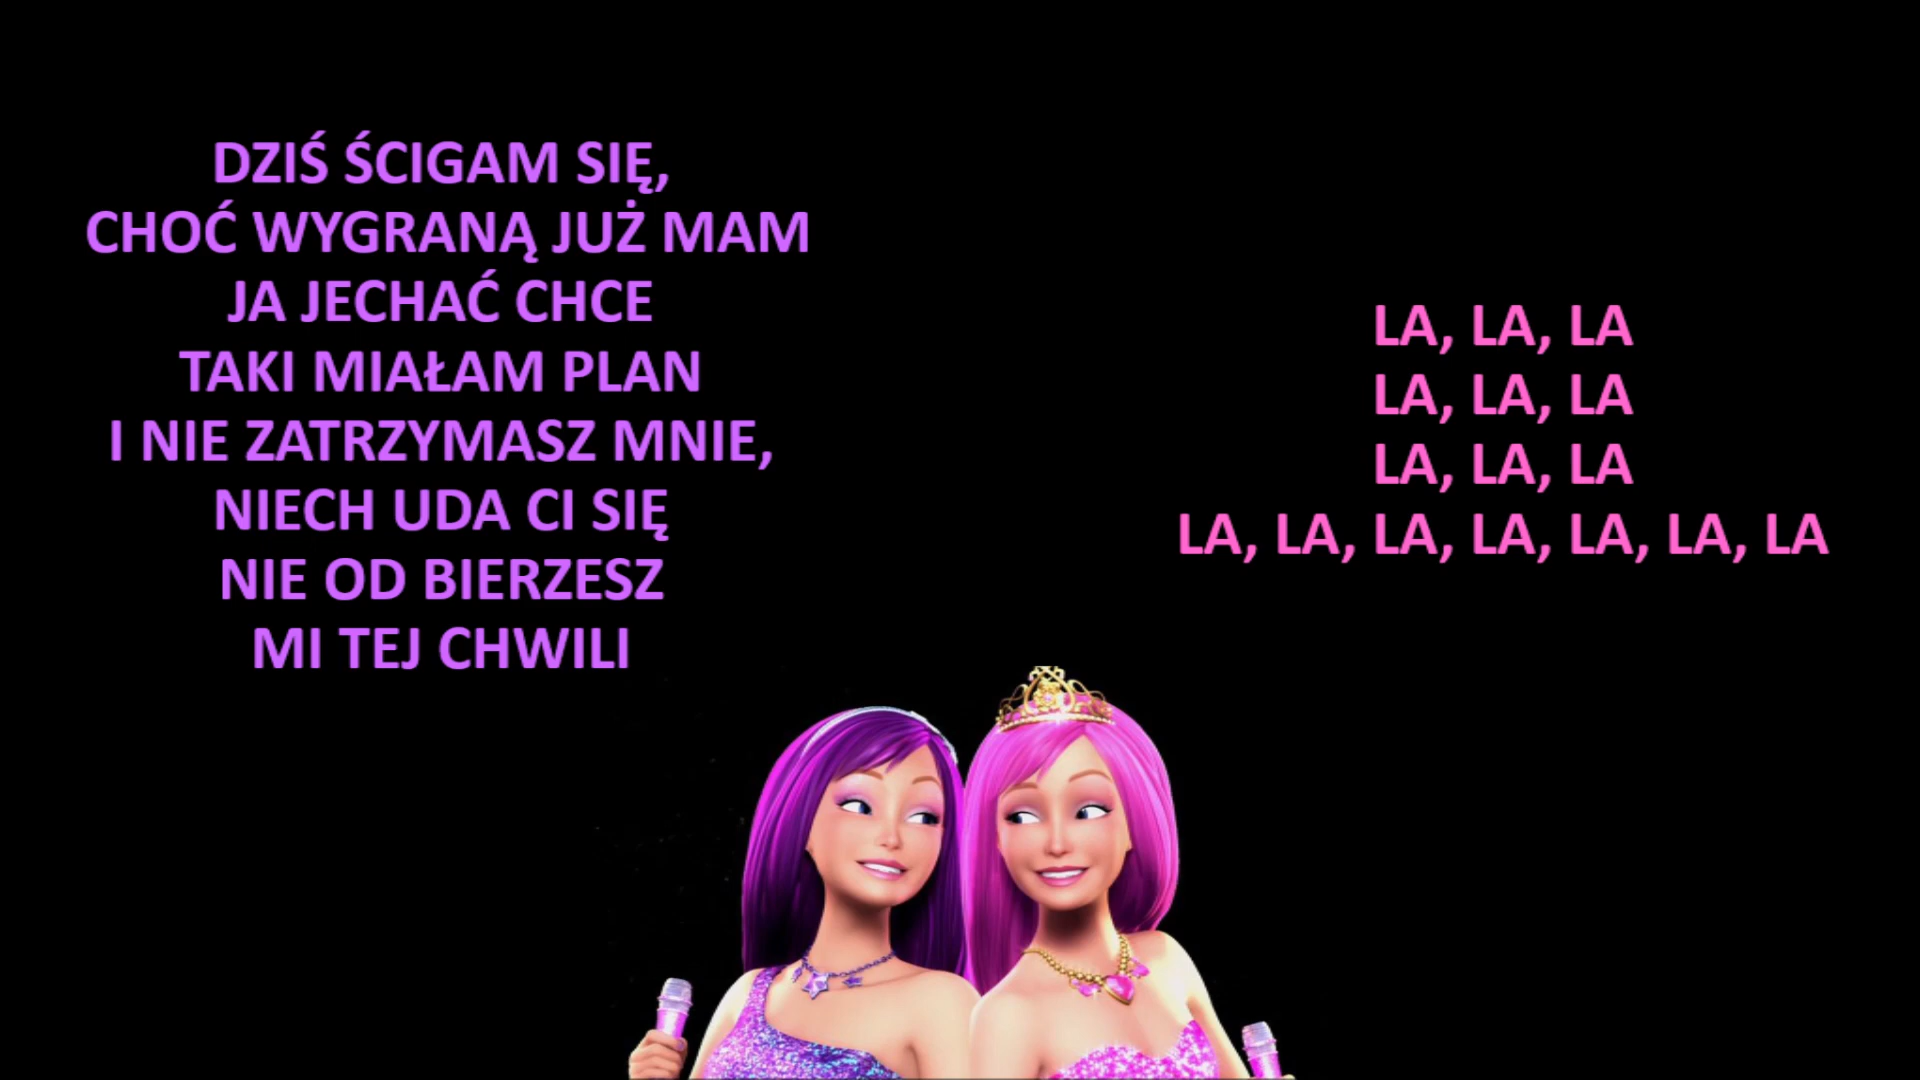 DZIŚ ŚCIGAM SIĘ,
CHOĆ WYGRANĄ JUŻ MAM
JA JECHAĆ CHCE
TAKI MIAŁAM PLAN
I NIE ZATRZYMASZ MNIE,
NIECH UDA CI SIĘ
NIE OD BIERZESZ
MI TEJ CHWILI
LA, LA, LA
LA, LA, LA
LA, LA, LA
LA, LA, LA, LA, LA, LA, LA